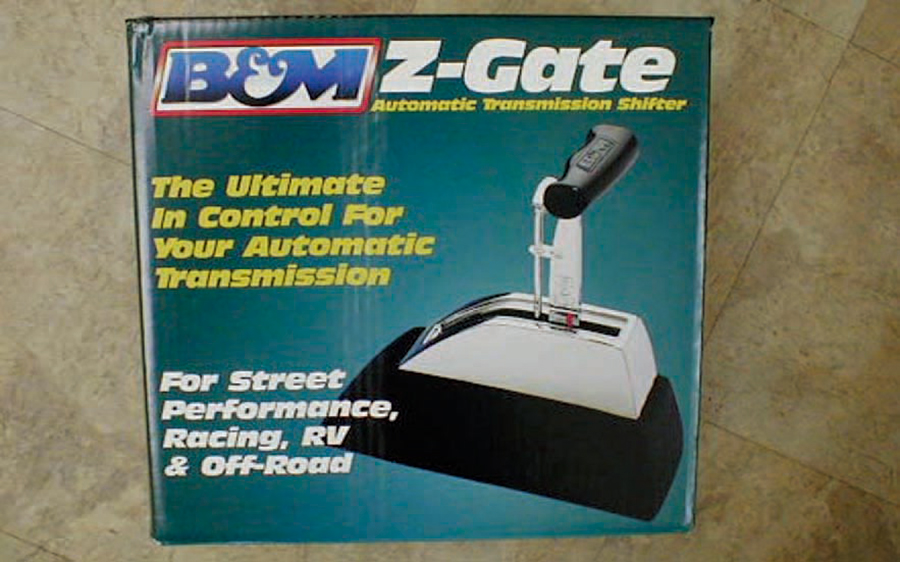 B&M Z-Gate
Automatic Transmission Shifter
The Ultimate
In Control For
Your Automatic
Transmission
For Street
Performance,
Racing, RV
& Off-Road